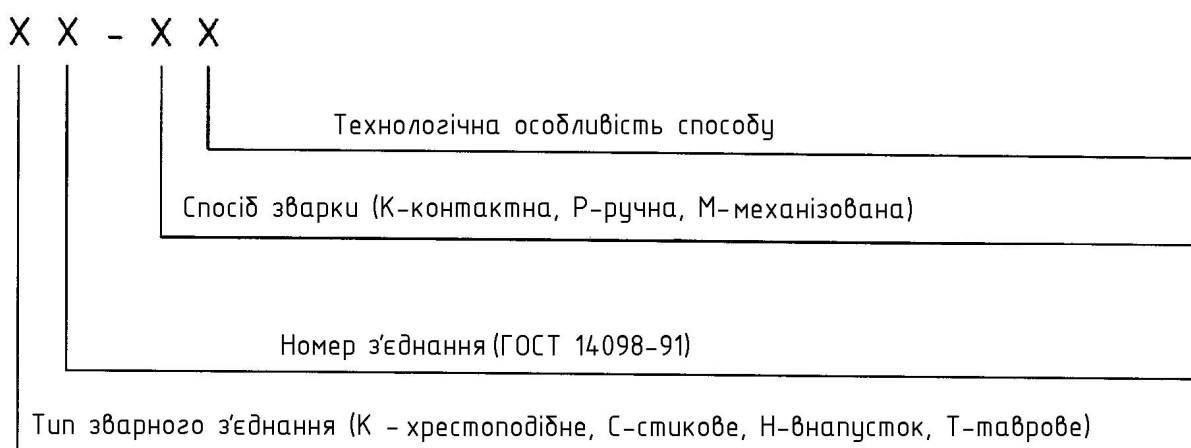 Х Х - Х Х
Технологічна особливість способу
Спосіб зварки (К-контактна, Р-ручна, М-механізована)
Номер з'єднання (ГОСТ 14098-91)
Тип зварного з'єднання (К - хрестоподібне, С-стикове, Н-внапусток, Т-таврове)